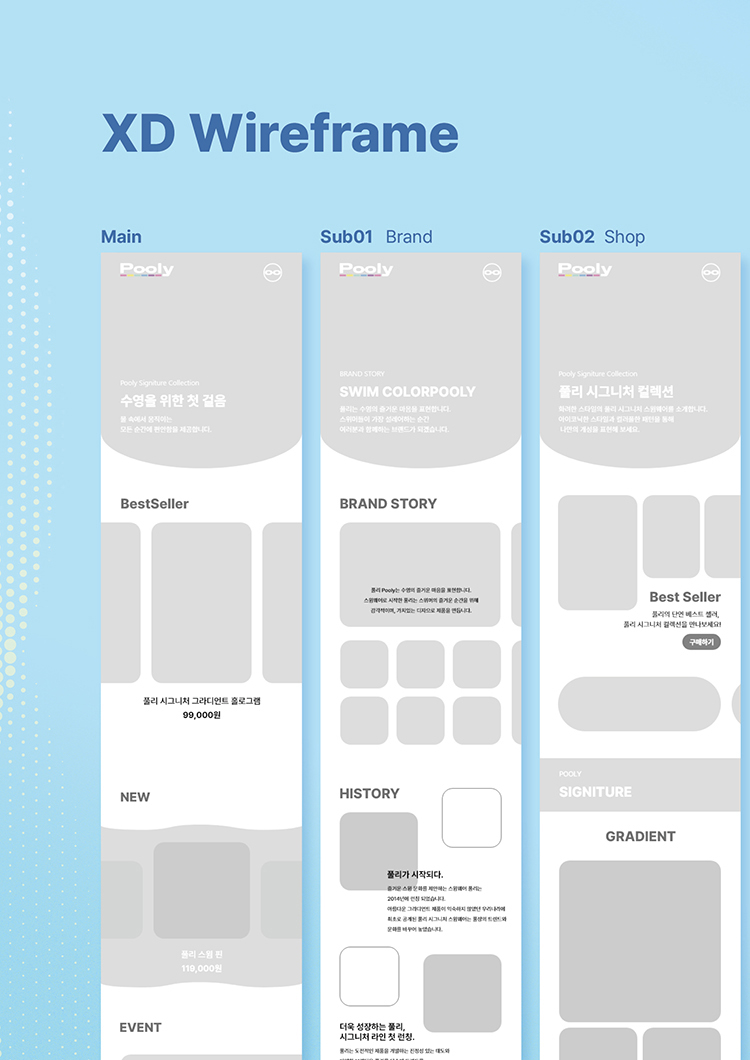 XD Wireframe
Main
Pooly
Pooly Signiture Collection
수영을 위한 첫 걸음
물 속에서 움직이는
모든 순간에 편안함을 제공합니다.
BestSeller
풀리 시그니처 그라디언트 홀로그램
99,000원
NEW
풀리 스윔 핀
119,000원
EVENT
Sub01 Brand
Pooly
BRAND STORY
SWIM COLORPOOLY
풀리는 수영의 즐거운 마음을 표현합니다.
스위머들이 가장 설레어하는 순간
여러분과 함께하는 브랜드가 되겠습니다.
BRAND STORY
풀리 Pooly는 수영의 즐거운 마음을 표현합니다.
스윔웨어로 시작한 풀리는 스위머의 즐거운 순간을 위해
감각적이며, 가치있는 디자으로 제품을 만듭니다.
HISTORY
풀리가 시작되다.
즐거운 스윔 문화를 제안하는 스윔웨어 풀리는
2014년에 런칭 되었습니다.
아름다운 그라디언트 제품이 익숙하지 않았던 우리나라에
최초로 공개된 풀리 시그니처 스윔웨어는 풀장의 트렌드와
문화를 바꾸어 놓았습니다.
더욱 성장하는 풀리,
시그니처 라인 첫 런칭.
풀리는 도전적인 제품을 개발하는 진정성 있는 태도와
Sub02 Shop
Pooly
Pooly Signiture Collection
풀리 시그니처 컬렉션
화려한 스타일의 풀리 시그니처 스윔웨어를 소개합니다.
아이코닉한 스타일과 컬러풀한 패턴을 통해
나만의 개성을 표현해 보세요.
Best Seller
풀리의 단연 베스트 셀러,
풀리 시그니처 컬렉션을 만나보세요!
구매하기
POOLY
SIGNITURE
GRADIENT